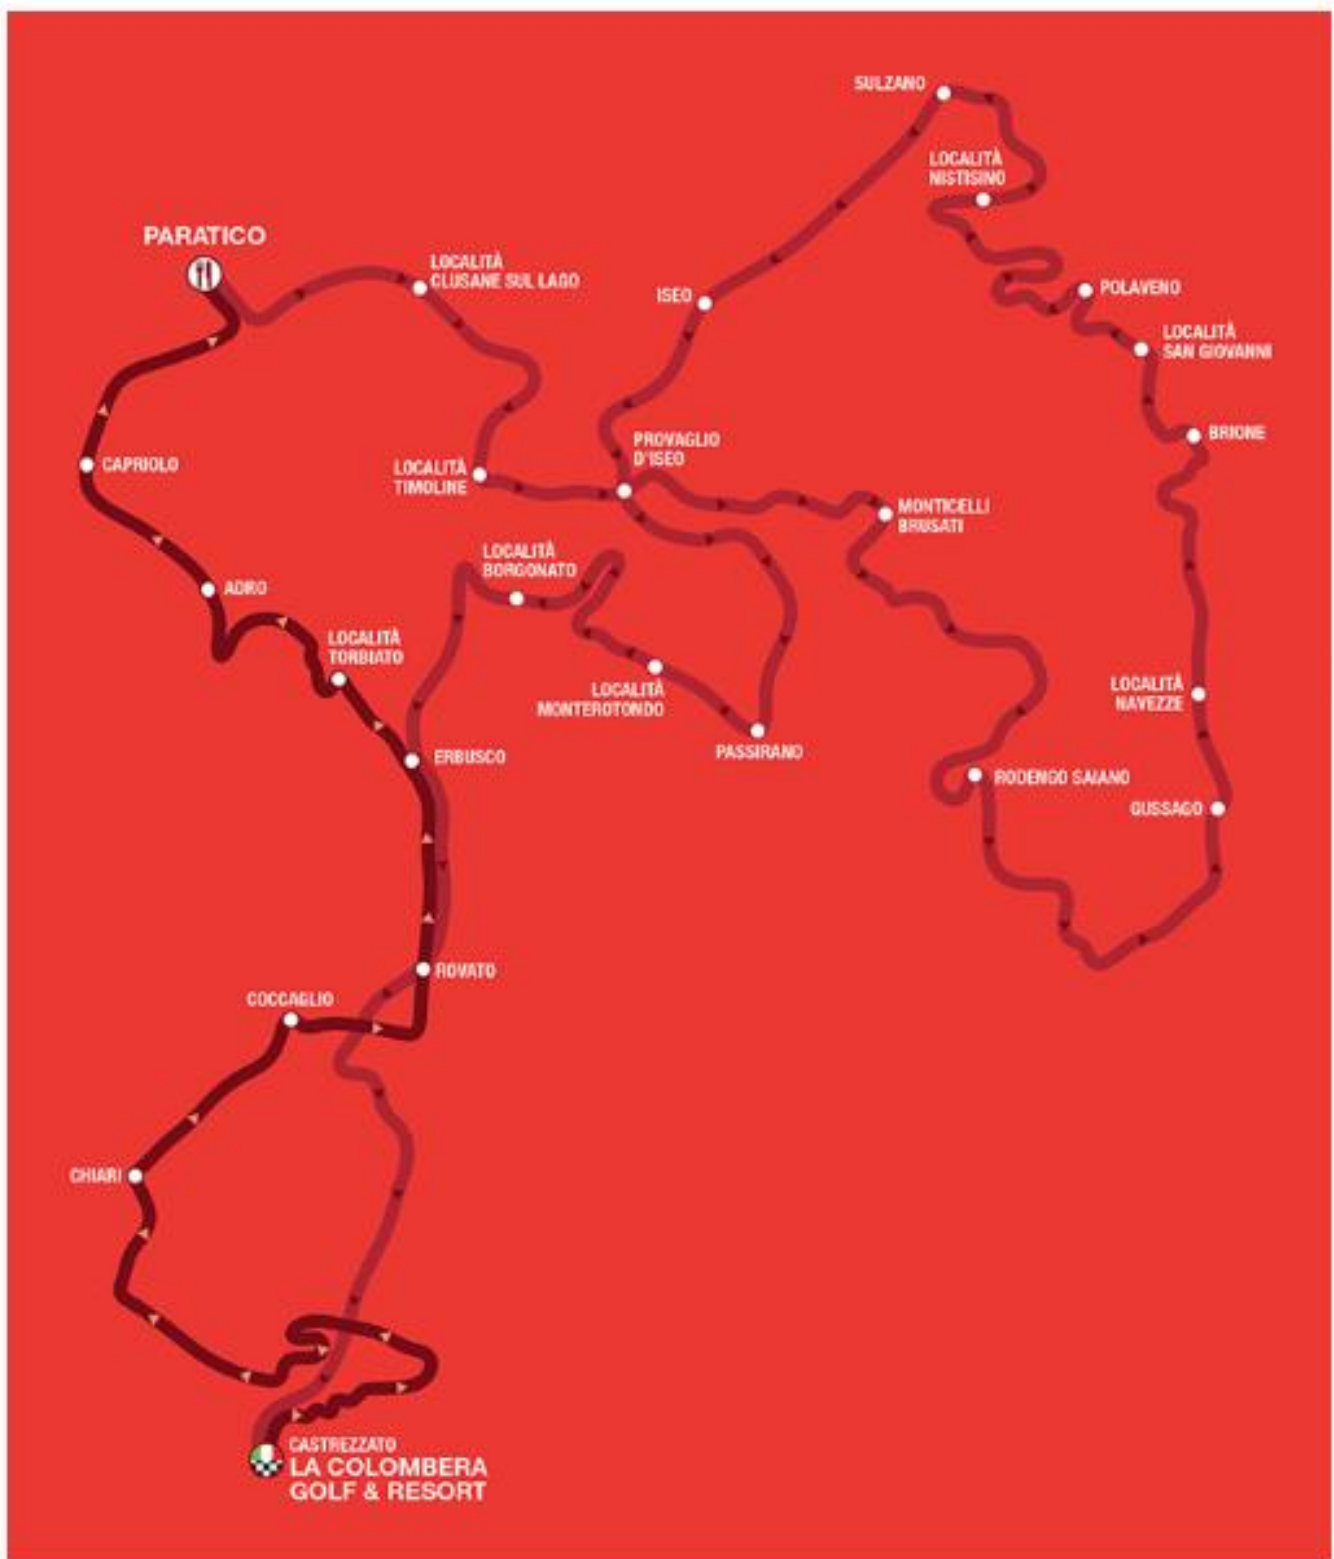 SULZANO
LOCALITÀ
NISTISINO
PARATICO
LOCALITÀ
CLUSANE SUL LAGO
ISEO
POLAVENO
LOCALITÀ
SAN GIOVANNI
BRIONE
PROVAGLIO
D'ISEO
CAPRIOLO
LOCALITÀ
TIMOLINE
MONTICELLI
BRUSATI
LOCALITÀ
BORGONATO
ADRO
LOCALITÀ
TORBIATO
LOCALITÀ
MONTEROTONDO
LOCALITÀ
NAVEZZE
PASSIRANO
ERBUSCO
RODENGO SAIANO
GUSSAGO
ROVATO
COCCAGLIO
CHIARI
CASTREZZATO
LA COLOMBERA
GOLF & RESORT